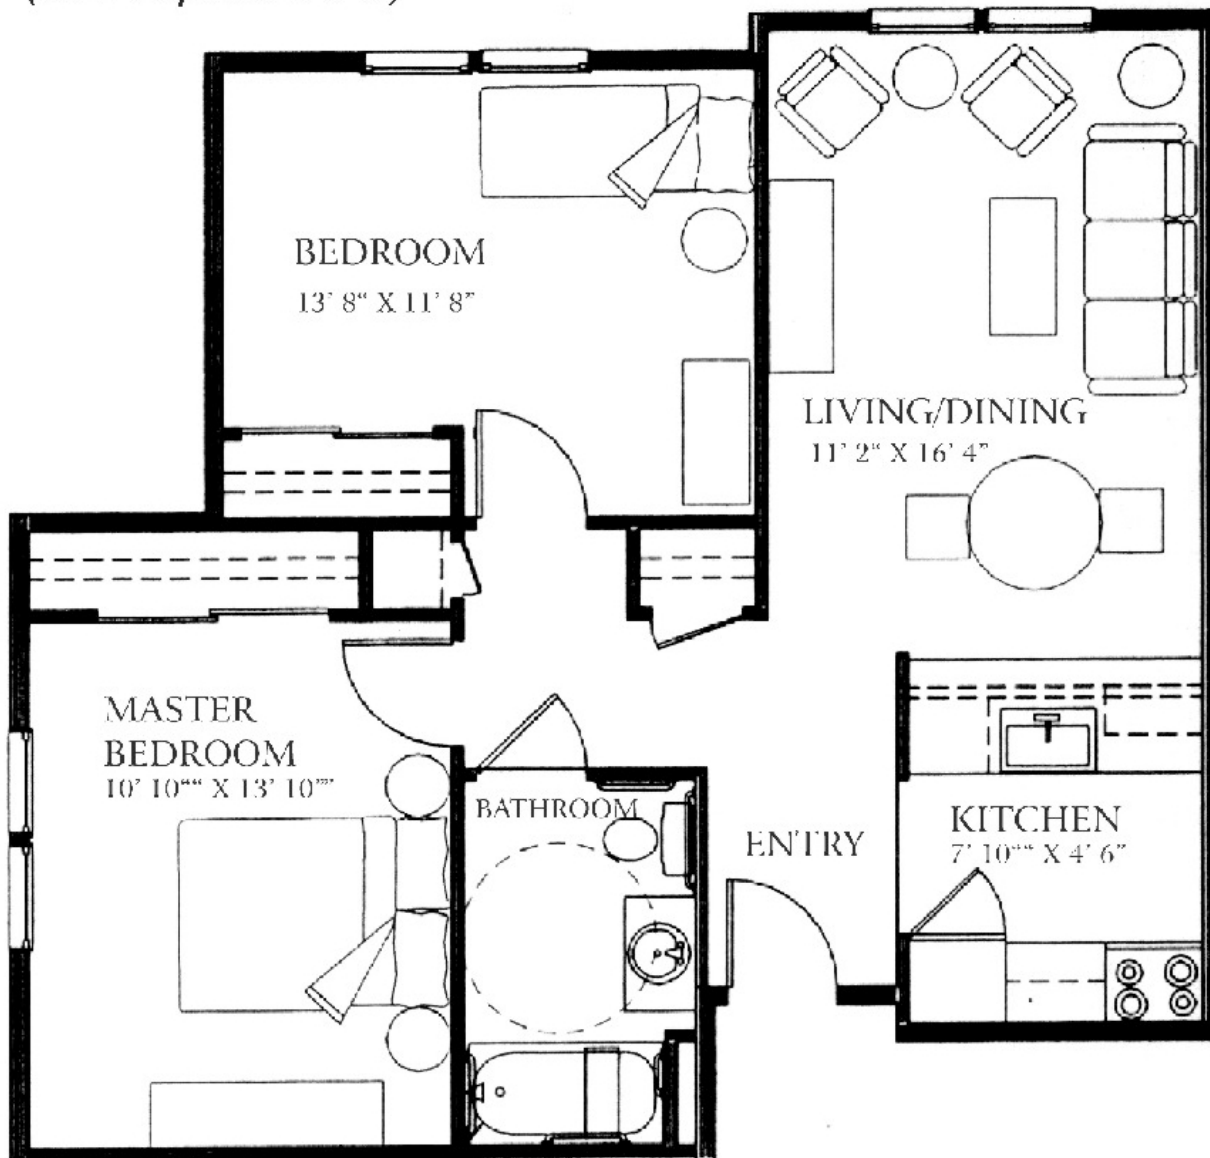 BEDROOM
13' 8" X 11' 8"
LIVING/DINING
11' 2" X 16' 4"
MASTER
BEDROOM
10' 10"" X 13' 10""
BATHROOM
ENTRY
KITCHEN
7' 10"" X 4' 6"